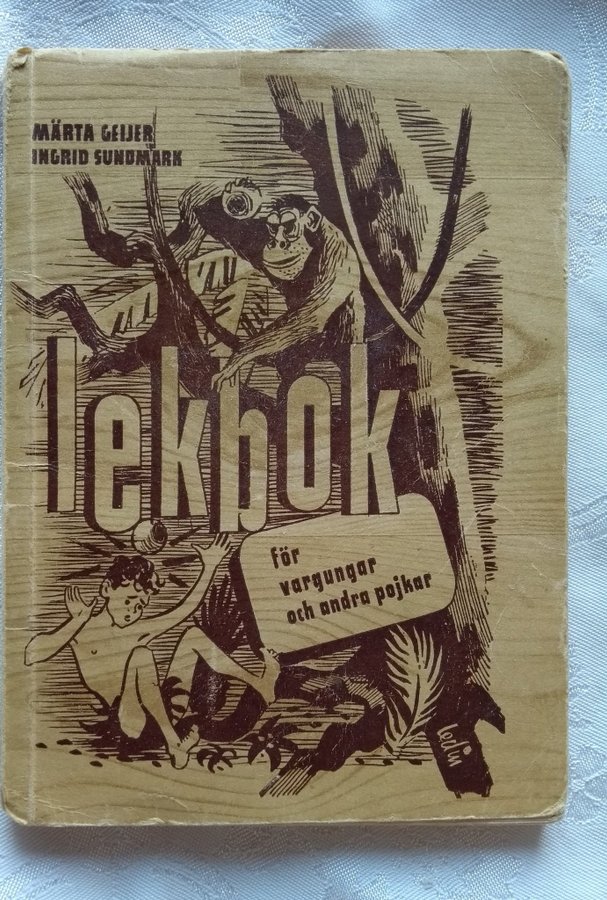 MÄRTA GEIJER
INGRID SUNDMARK
lekbok
för
vargungar
och andra pojkar